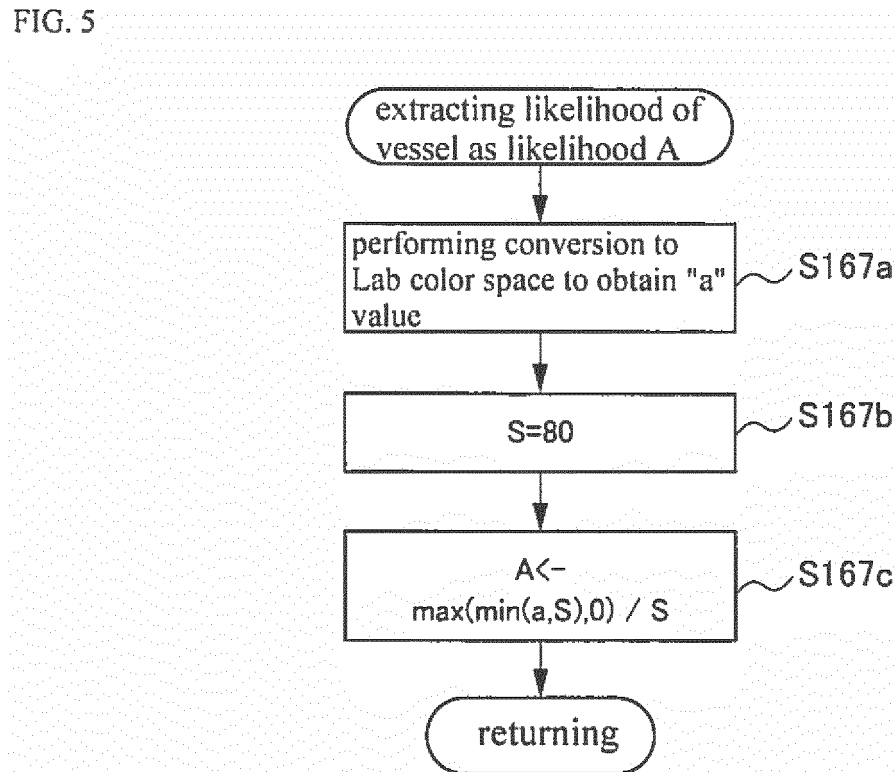 FIG. 5
extracting likelihood of
vessel as likelihood A
performing conversion to
Lab color space to obtain "a"
value
S167a
S=80
S167b
A<-
max(min(a,S),0) / S
S167c
returning